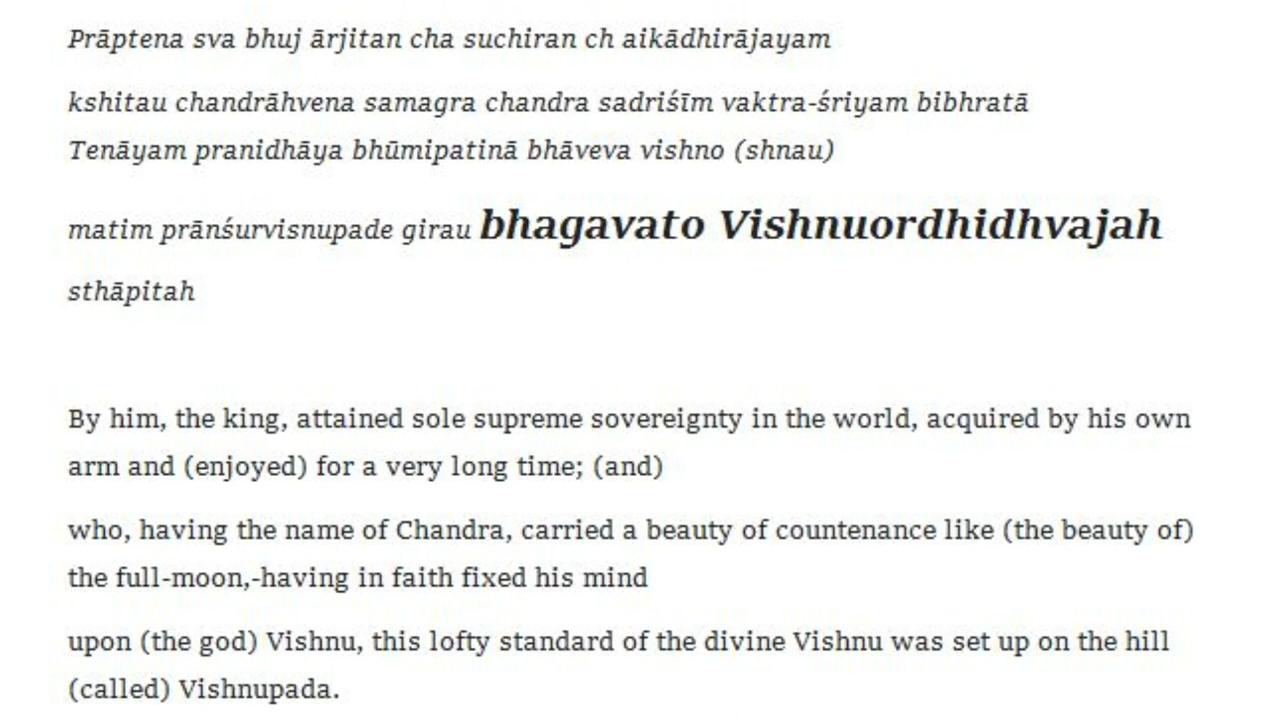 Prāptena sva bhuj ārjitan cha suchiran ch aikādhirājayam
kshitau chandrāhvena samagra chandra sadriśīm vaktra-śriyam bibhratā
Tenāyam pranidhāya bhūmipatinā bhāveva vishno (shnau)
matim prānśurvisnupade girau bhagavato Vishnuordhidhvajah
sthāpitah
By him, the king, attained sole supreme sovereignty in the world, acquired by his own
arm and (enjoyed) for a very long time; (and)
who, having the name of Chandra, carried a beauty of countenance like (the beauty of)
the full-moon,-having in faith fixed his mind
upon (the god) Vishnu, this lofty standard of the divine Vishnu was set up on the hill
(called) Vishnupada.